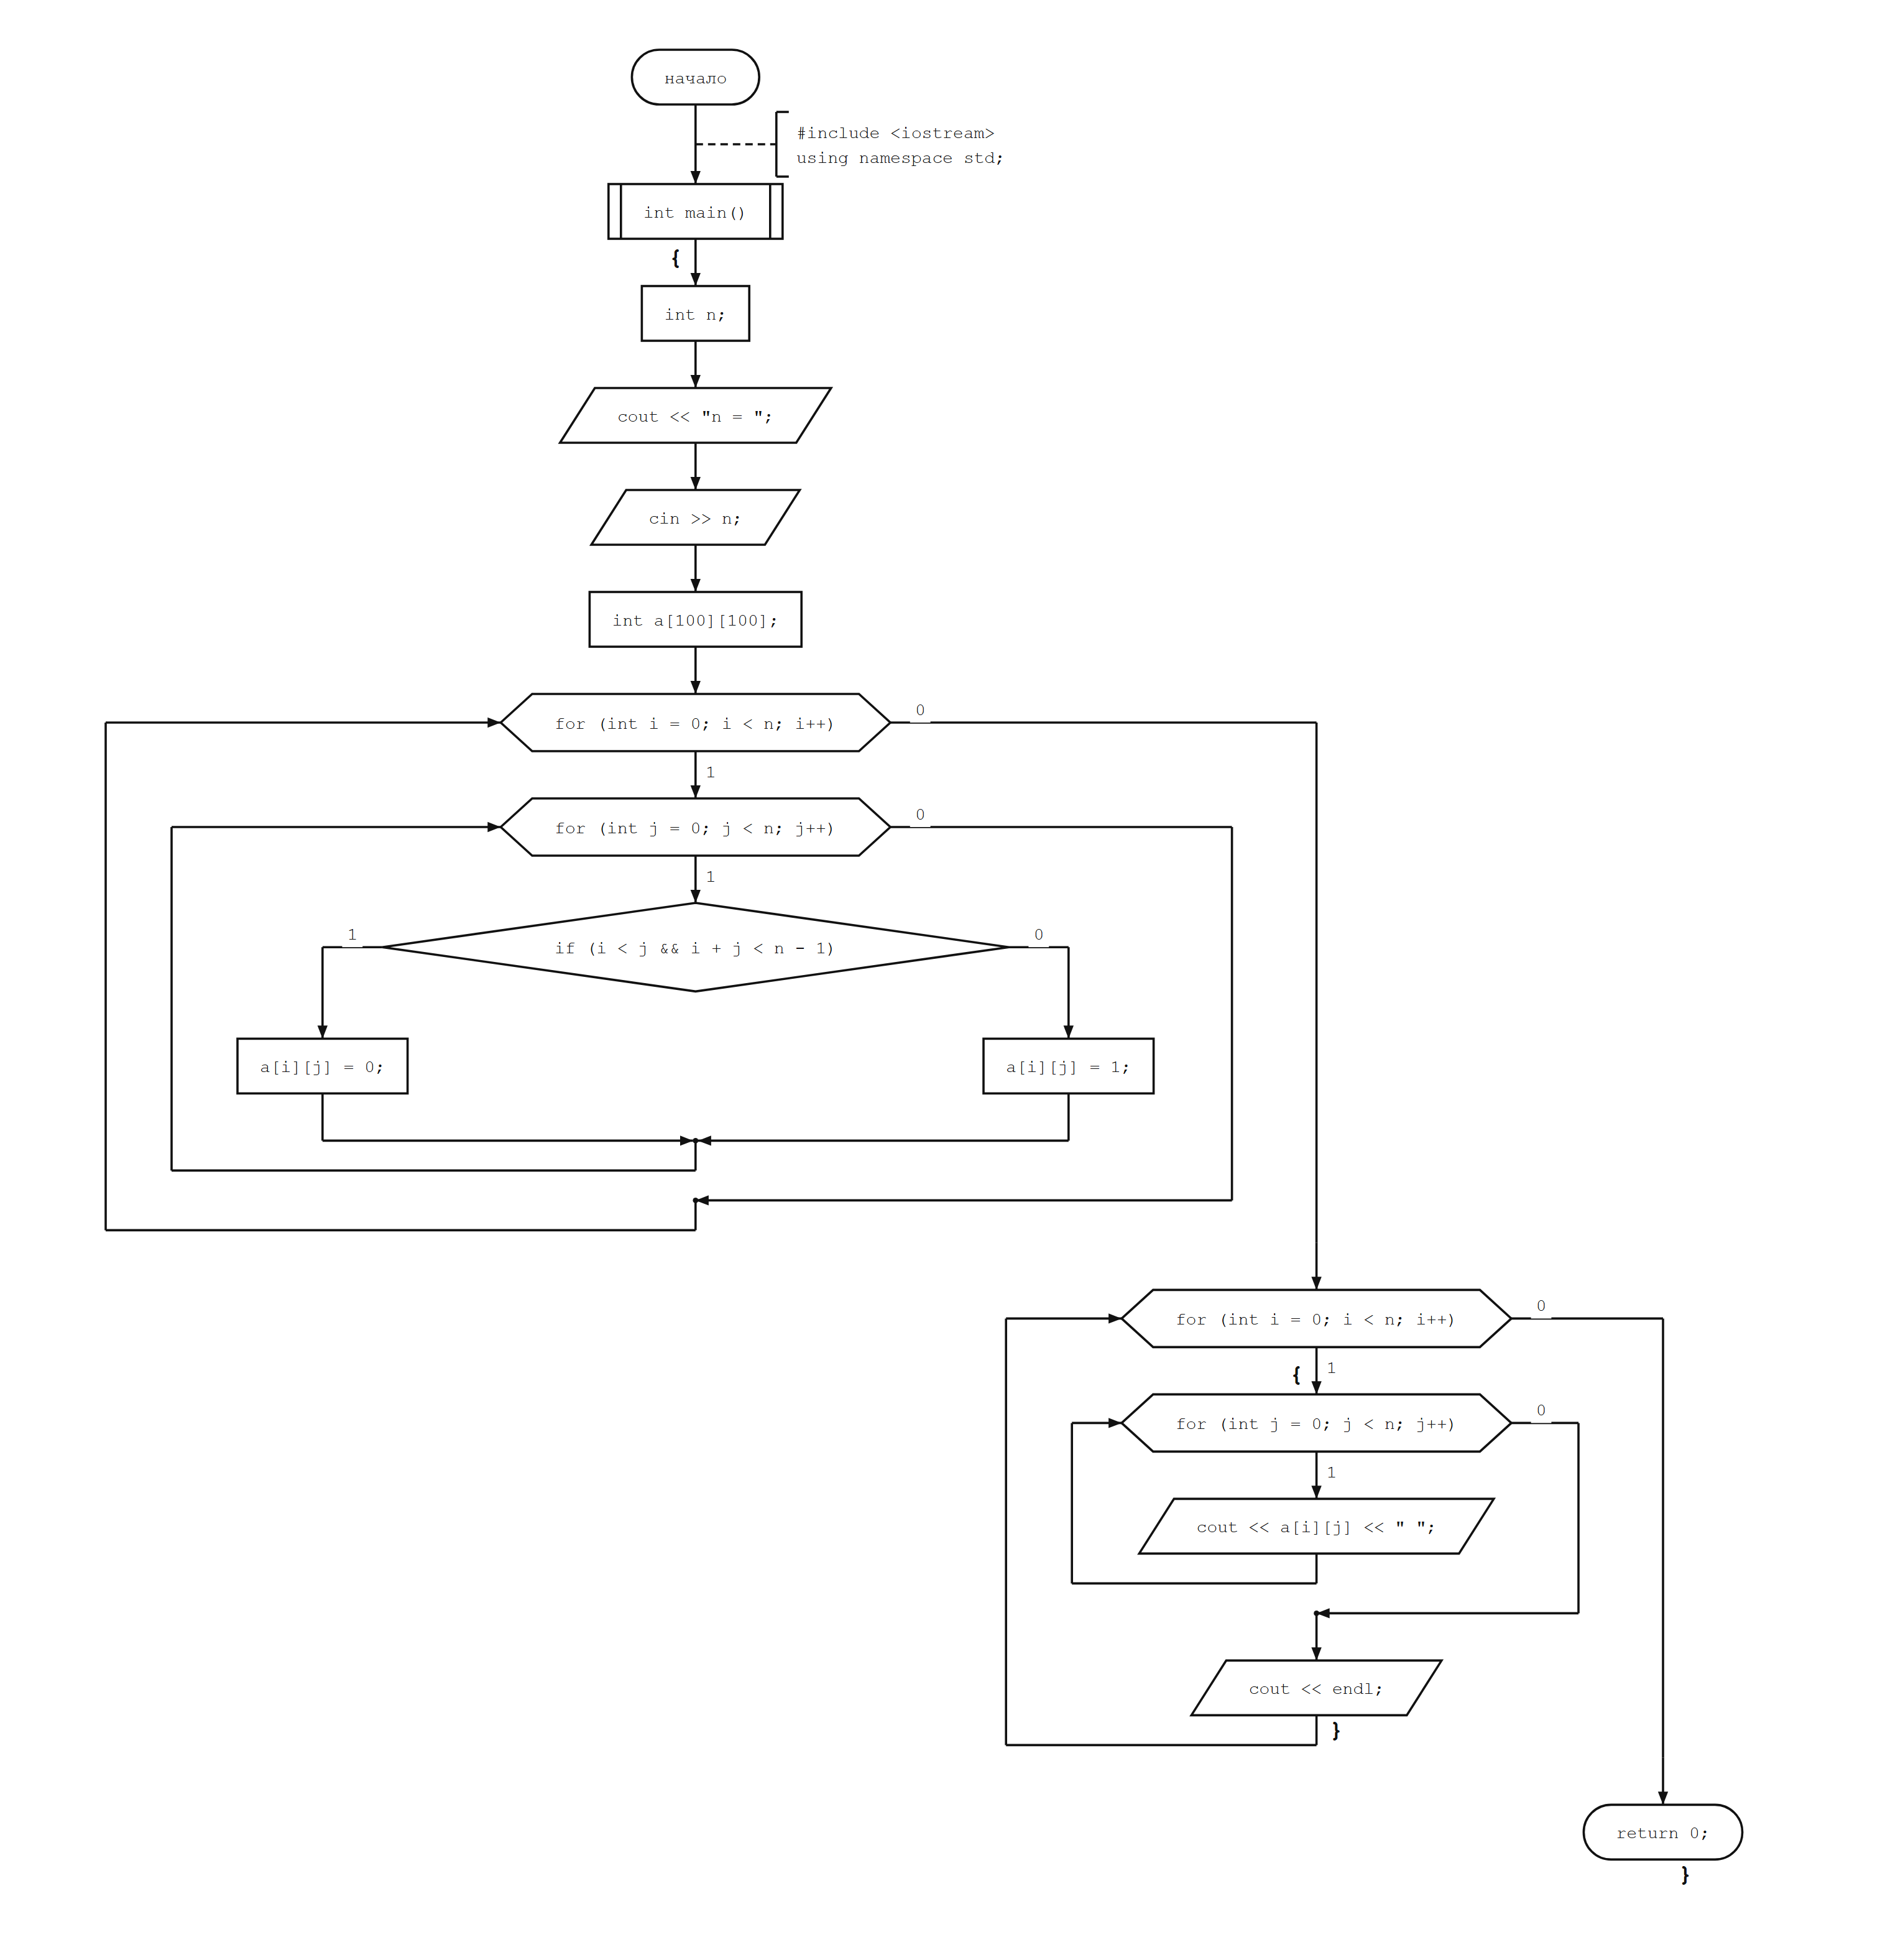 начало
#include <iostream>
using namespace std;
int main()
{
int n;
cout << "n = ";
cin >> n;
int a[100][100];
for (int i = 0; i < n; i++)
0
1
for (int j = 0; j < n; j++)
0
1
if (i < j && i + j < n - 1)
1
0
a[i][j] = 0;
a[i][j] = 1;
for (int i = 0; i < n; i++)
0
{
1
for (int j = 0; j < n; j++)
0
1
cout << a[i][j] << " ";
cout << endl;
}
return 0;
}